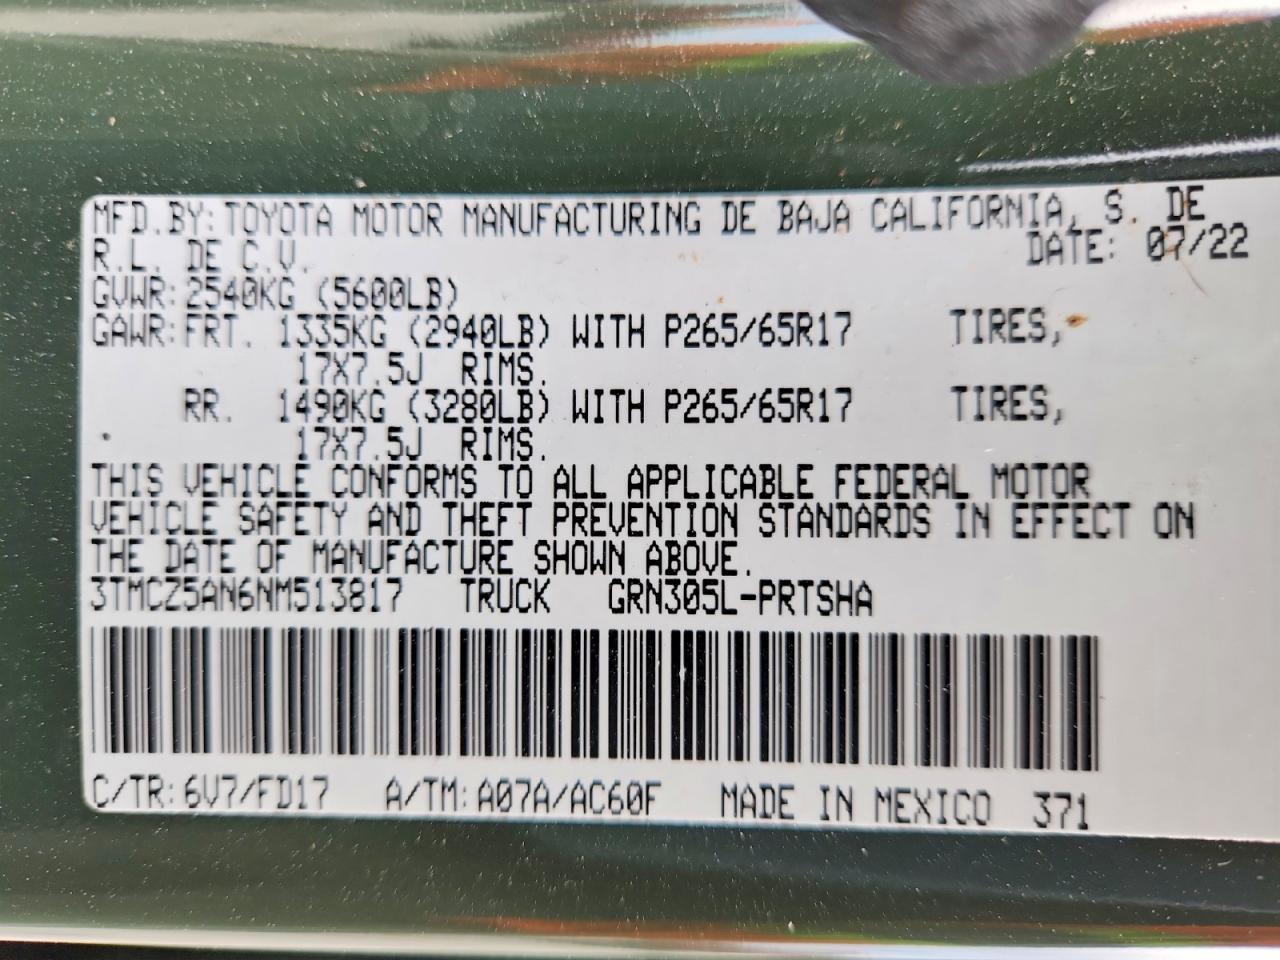 MFD.BY: TOYOTA MOTOR MANUFACTURING DE BAJA CALIFORNIA, S. DE
R.L. DE C.V. DATE: 07/22
GVWR: 2540KG (5600LB)
GAWR: FRT. 1335KG (2940LB) WITH P265/65R17 TIRES,
17X7.5J RIMS.
RR. 1490KG (3280LB) WITH P265/65R17 TIRES,
17X7.5J RIMS.
THIS VEHICLE CONFORMS TO ALL APPLICABLE FEDERAL MOTOR
VEHICLE SAFETY AND THEFT PREVENTION STANDARDS IN EFFECT ON
THE DATE OF MANUFACTURE SHOWN ABOVE.
3TMCZ5AN6NM513817 TRUCK GRN305L-PRTSHA
C/TR: 6V7/FD17 A/TM: A07A/AC60F MADE IN MEXICO 371